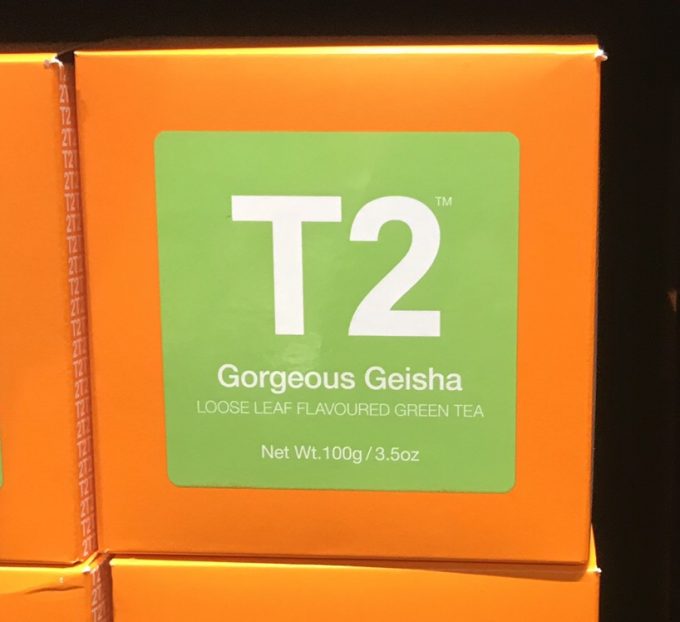 T2™
Gorgeous Geisha
LOOSE LEAF FLAVOURED GREEN TEA
Net Wt.100g/3.5oz